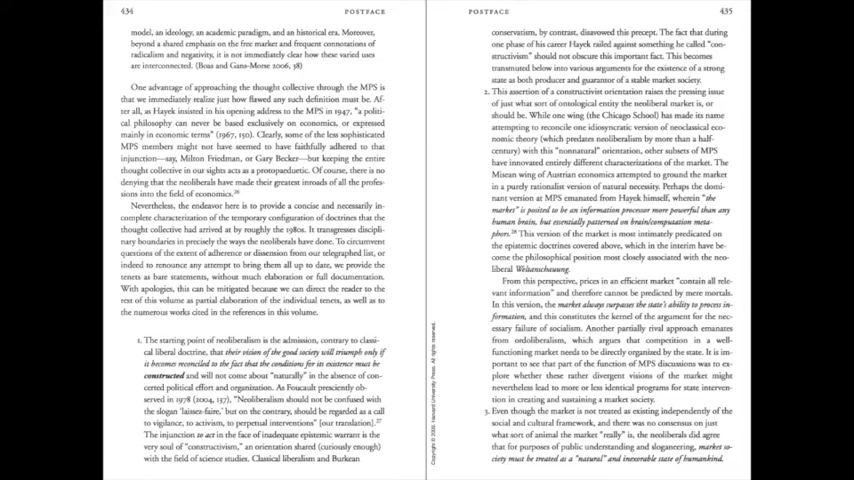 434 POSTFACE
model, an ideology, an academic paradigm, and an historical era. Moreover,
beyond a shared emphasis on the free market and frequent connotations of
radicalism and negativity, it is not immediately clear how these varied uses
are interconnected. (Boas and Gans-Morse 2006, 38)
One advantage of approaching the thought collective through the MPS is
that we immediately realize just how flawed any such definition must be. Af-
ter all, as Hayek insisted in his opening address to the MPS in 1947, “a politi-
cal philosophy can never be based exclusively on economics, or expressed
mainly in economic terms” (1967, 150). Clearly, some of the less sophisticated
MPS members might not have seemed to have faithfully adhered to that
injunction—say, Milton Friedman, or Gary Becker—but keeping the entire
thought collective in our sights acts as a protopaedeutic. Of course, there is no
denying that the neoliberals have made their greatest inroads of all the profes-
sions into the field of economics.26
Nevertheless, the endeavor here is to provide a concise and necessarily in-
complete characterization of the temporary configuration of doctrines that the
thought collective had arrived at by roughly the 1980s. It transgresses discipli-
nary boundaries in precisely the ways the neoliberals have done. To circumvent
questions of the extent of adherence or dissension from our telegraphed list, or
indeed to renounce any attempt to bring them all up to date, we provide the
tenets as bare statements, without much elaboration or full documentation.
With apologies, this can be mitigated because we can direct the reader to the
rest of this volume as partial elaboration of the individual tenets, as well as to
the numerous works cited in the references in this volume.
1. The starting point of neoliberalism is the admission, contrary to classi-
cal liberal doctrine, that their vision of the good society will triumph only if
it becomes reconciled to the fact that the conditions for its existence must be
constructed and will not come about “naturally” in the absence of con-
certed political effort and organization. As Foucault presciently ob-
served in 1978 (2004, 137), “Neoliberalism should not be confused with
the slogan ‘laissez-faire,’ but on the contrary, should be regarded as a call
to vigilance, to activism, to perpetual interventions” [our translation].27
The injunction to act in the face of inadequate epistemic warrant is the
very soul of “constructivism,” an orientation shared (curiously enough)
with the field of science studies. Classical liberalism and Burkean
Copyright © 2009. Harvard University Press. All rights reserved.
POSTFACE 435
conservatism, by contrast, disavowed this precept. The fact that during
one phase of his career Hayek railed against something he called “con-
structivism” should not obscure this important fact. This becomes
transmuted below into various arguments for the existence of a strong
state as both producer and guarantor of a stable market society.
2. This assertion of a constructivist orientation raises the pressing issue
of just what sort of ontological entity the neoliberal market is, or
should be. While one wing (the Chicago School) has made its name
attempting to reconcile one idiosyncratic version of neoclassical eco-
nomic theory (which predates neoliberalism by more than a half-
century) with this “nonnatural” orientation, other subsets of MPS
have innovated entirely different characterizations of the market. The
Misean wing of Austrian economics attempted to ground the market
in a purely rationalist version of natural necessity. Perhaps the domi-
nant version at MPS emanated from Hayek himself, wherein “the
market” is posited to be an information processor more powerful than any
human brain, but essentially patterned on brain/computation meta-
phors.28 This version of the market is most intimately predicated on
the epistemic doctrines covered above, which in the interim have be-
come the philosophical position most closely associated with the neo-
liberal Weltanschauung.
From this perspective, prices in an efficient market “contain all rele-
vant information” and therefore cannot be predicted by mere mortals.
In this version, the market always surpasses the state’s ability to process in-
formation, and this constitutes the kernel of the argument for the nec-
essary failure of socialism. Another partially rival approach emanates
from ordoliberalism, which argues that competition in a well-
functioning market needs to be directly organized by the state. It is im-
portant to see that part of the function of MPS discussions was to ex-
plore whether these rather divergent visions of the market might
nevertheless lead to more or less identical programs for state interven-
tion in creating and sustaining a market society.
3. Even though the market is not treated as existing independently of the
social and cultural framework, and there was no consensus on just
what sort of animal the market “really” is, the neoliberals did agree
that for purposes of public understanding and sloganeering, market so-
ciety must be treated as a “natural” and inexorable state of humankind.